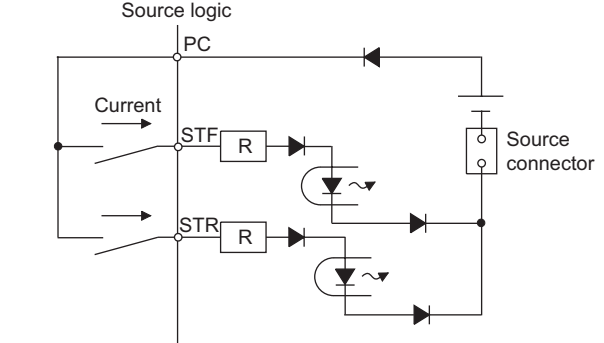 Source logic
PC
Current
STF
R
Source
connector
STR
R